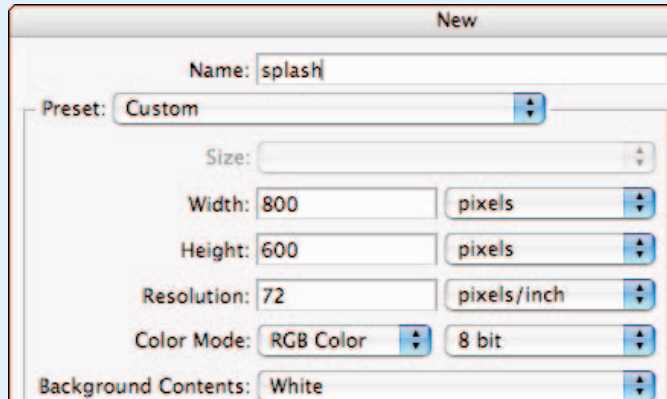 New
Name: splash
Preset: Custom
Size:
Width: 800 pixels
Height: 600 pixels
Resolution: 72 pixels/inch
Color Mode: RGB Color 8 bit
Background Contents: White